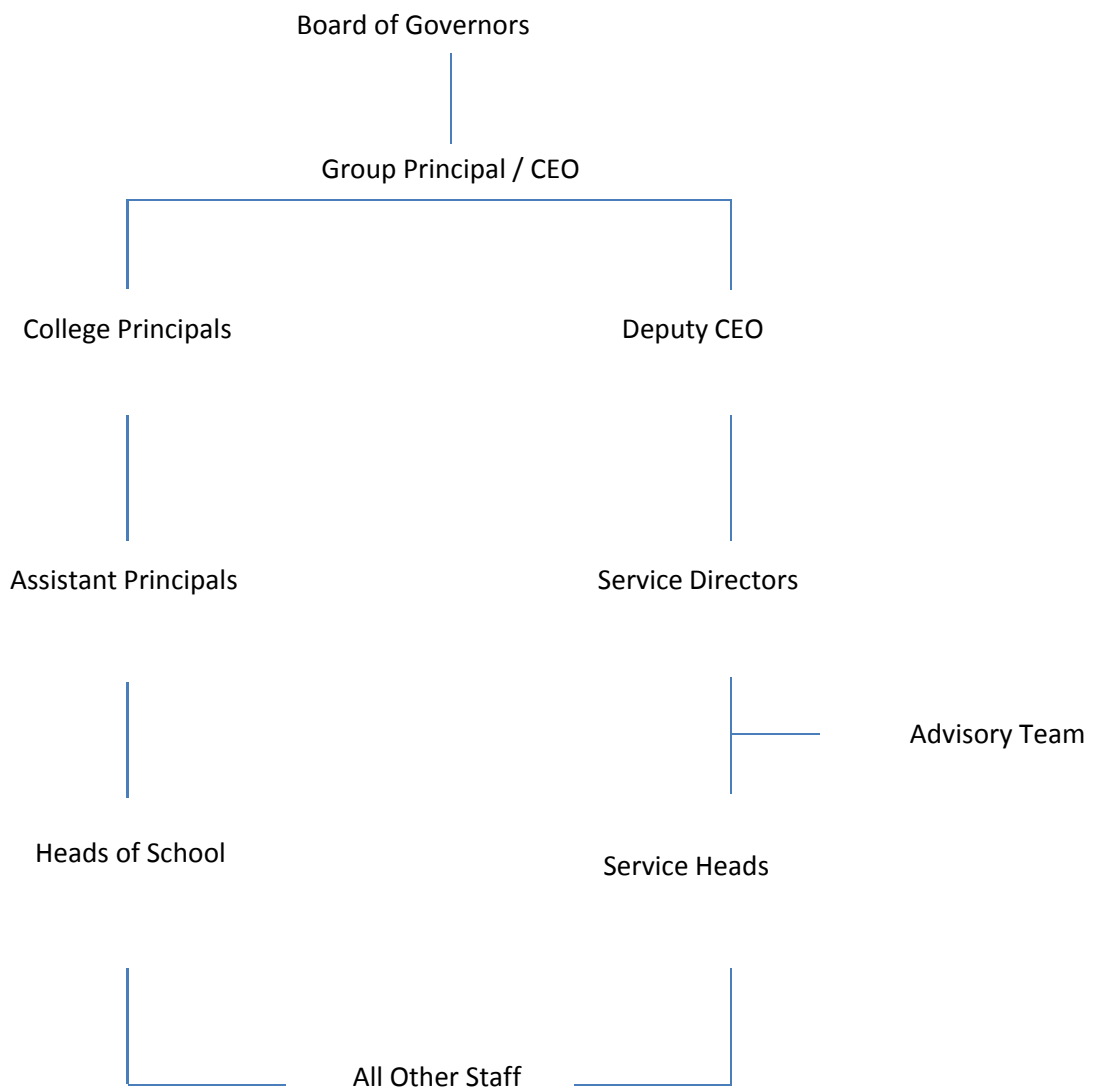 Board of Governors
Group Principal / CEO
College Principals
Deputy CEO
Assistant Principals
Service Directors
Advisory Team
Heads of School
Service Heads
All Other Staff